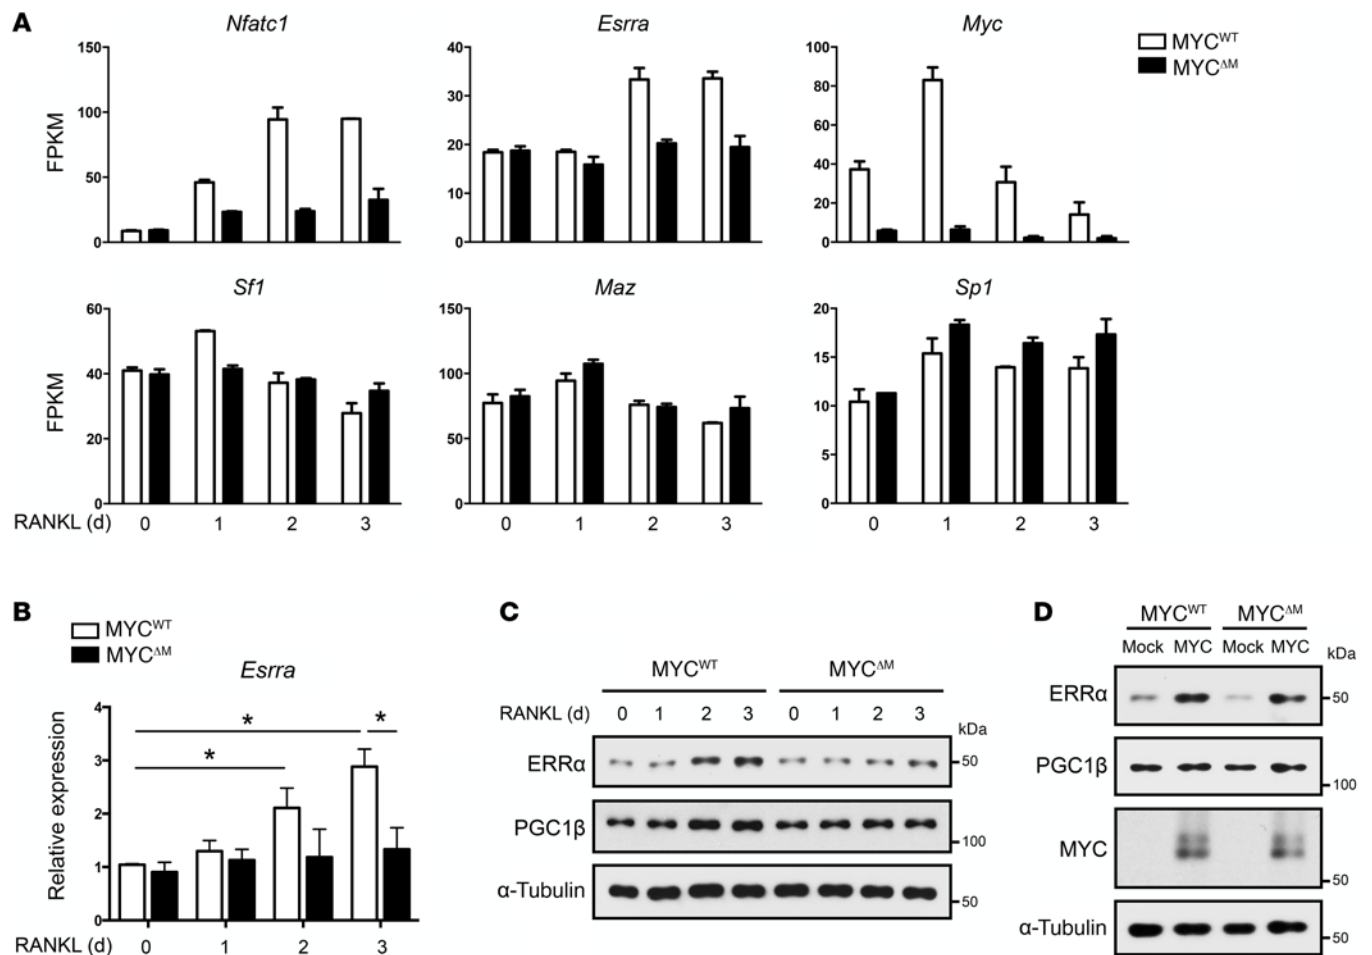 A
Nfatc1
Esrra
Myc
MYCWT
MYCΔM
FPKM
150
100
50
0
40
30
20
10
0
100
80
60
40
20
0
Sf1
Maz
Sp1
FPKM
60
40
20
0
150
100
50
0
20
15
10
5
0
RANKL (d) 0 1 2 3 0 1 2 3 0 1 2 3
B
MYCWT
MYCΔM
Esrra
Relative expression
4
3
2
1
0
* * *
RANKL (d) 0 1 2 3
C
MYCWT MYCΔM
RANKL (d) 0 1 2 3 0 1 2 3
kDa
ERRα 50
PGC1β 100
α-Tubulin 50
D
MYCWT MYCΔM
Mock MYC Mock MYC kDa
ERRα 50
PGC1β 100
MYC 50
α-Tubulin 50